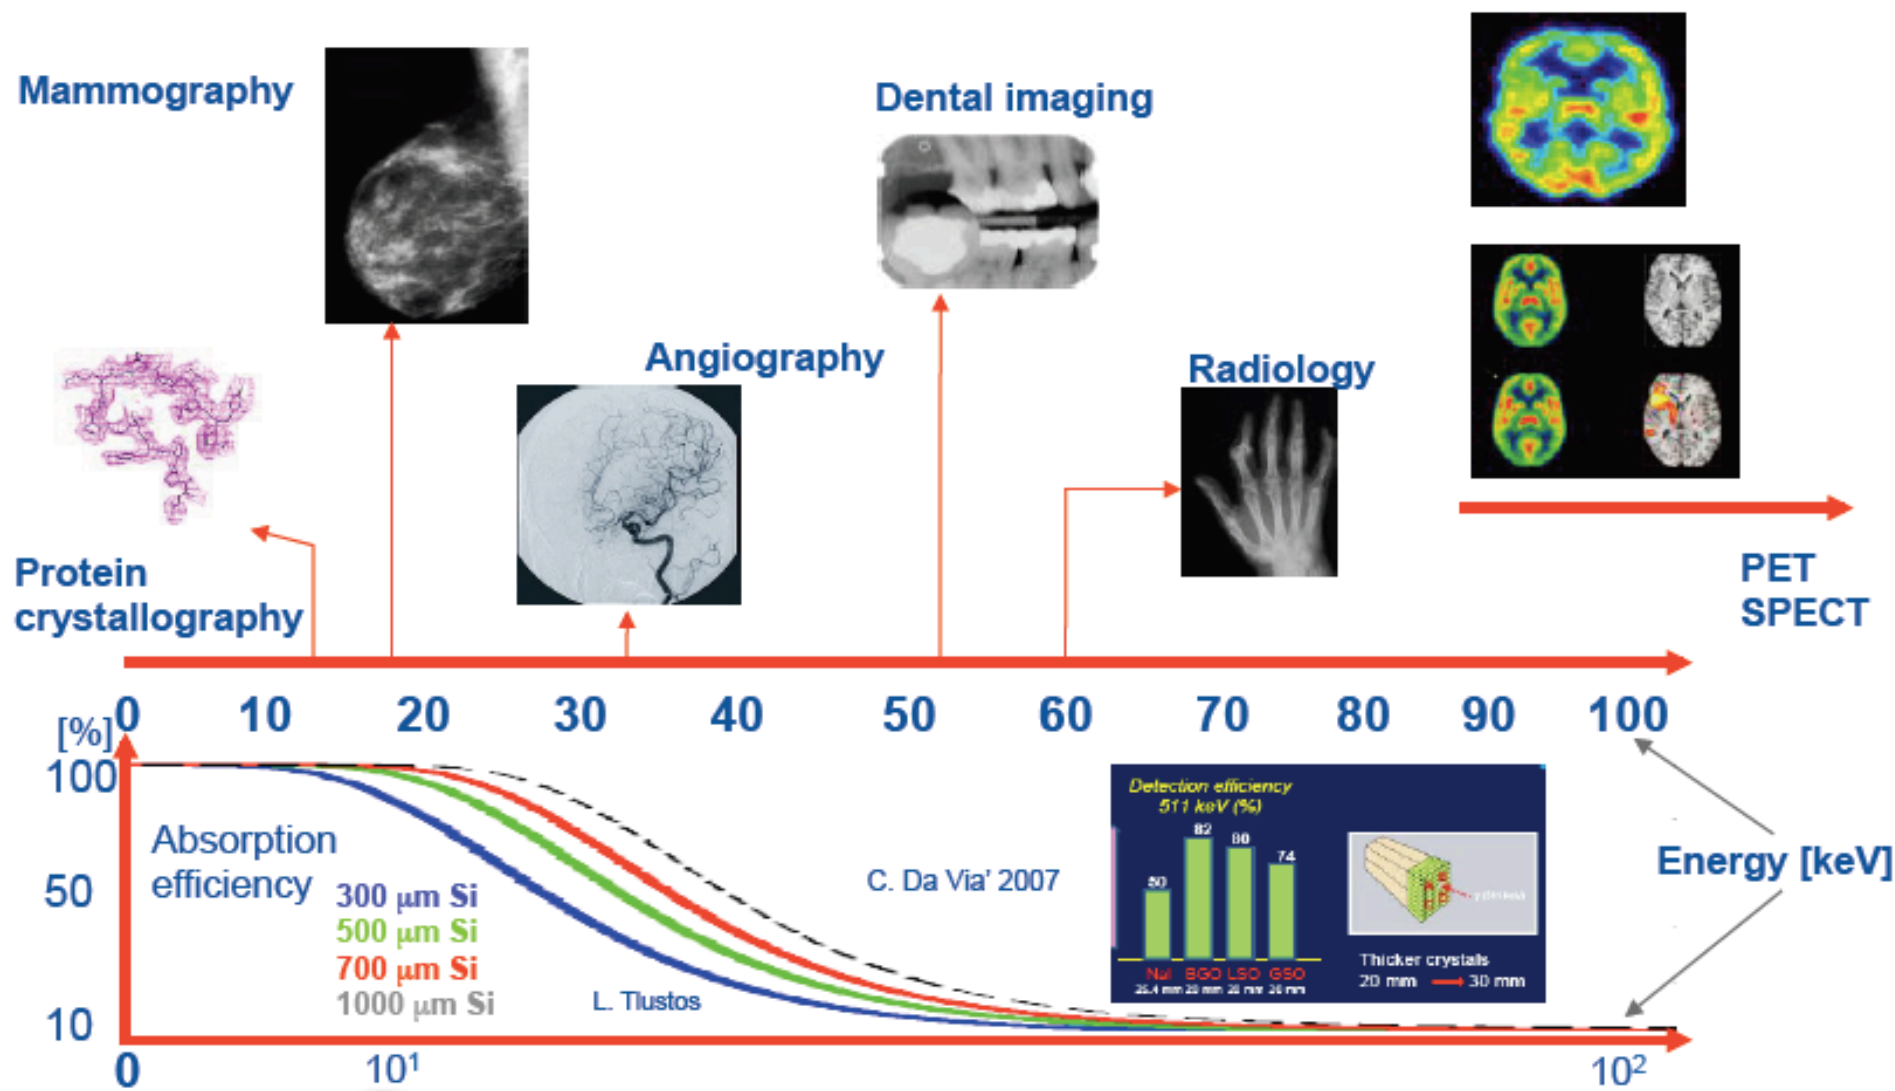 Mammography
Dental imaging
Angiography
Radiology
Protein
crystallography
PET
SPECT
0 10 20 30 40 50 60 70 80 90 100
[%]
100
50
10
Absorption
efficiency
300 μm Si
500 μm Si
700 μm Si
1000 μm Si
L. Tlustos
C. Da Via' 2007
Detection efficiency
511 keV (%)
50 82 80 74
NaI BGO LSO GSO
Thicker crystals
20 mm 30 mm
Energy [keV]
0 10¹ 10²